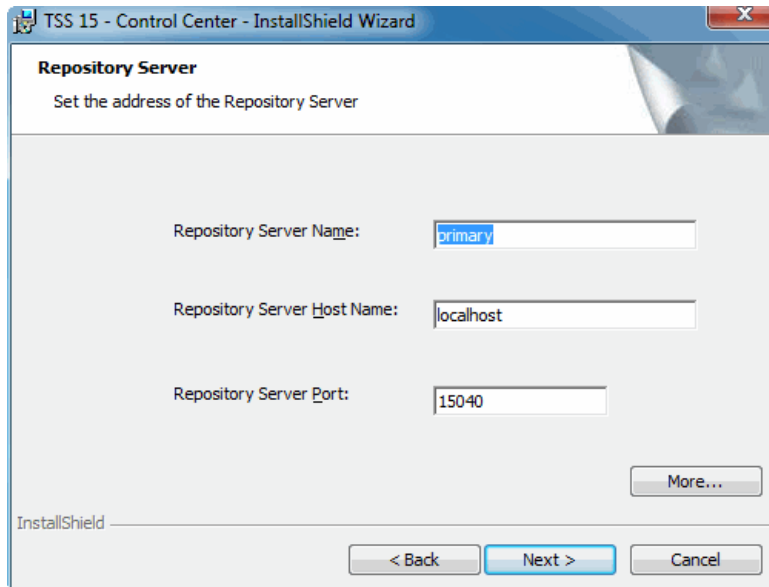 TSS 15 - Control Center - InstallShield Wizard
Repository Server
Set the address of the Repository Server
Repository Server Name: primary
Repository Server Host Name: localhost
Repository Server Port: 15040
More...
InstallShield
< Back Next > Cancel